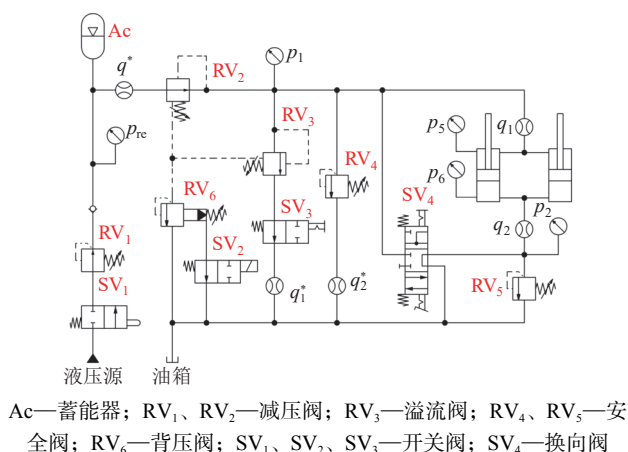 Ac
q*
RV₂
p₁
p_re
RV₃
p₅
q₁
RV₄
p₆
RV₆
SV₄
RV₁
SV₃
q₂
p₂
SV₂
SV₁
q₁*
q₂*
RV₅
液压源
油箱
Ac—蓄能器；RV₁、RV₂—减压阀；RV₃—溢流阀；RV₄、RV₅—安
全阀；RV₆—背压阀；SV₁、SV₂、SV₃—开关阀；SV₄—换向阀